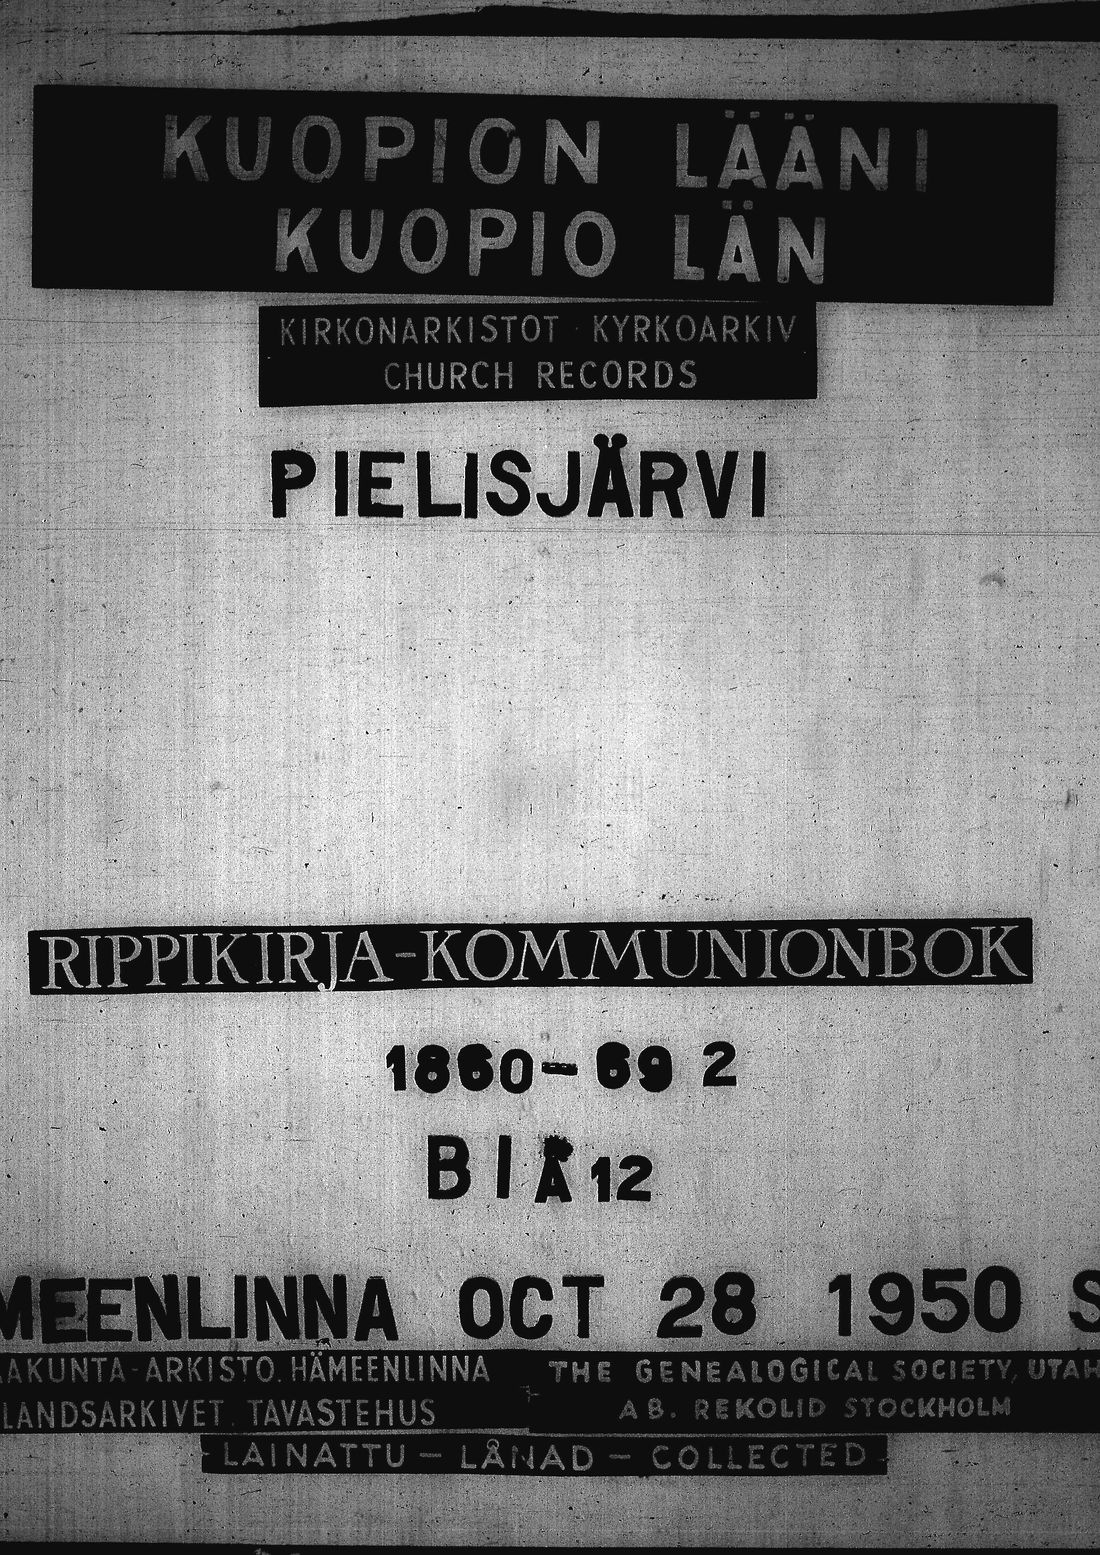 KUOPION LÄÄNI
KUOPIO LÄN
KIRKONARKISTOT · KYRKOARKIV
CHURCH RECORDS
PIELISJÄRVI
RIPPIKIRJA-KOMMUNIONBOK
1860-69 2
B I A 12
MEENLINNA OCT 28 1950 S
AKUNTA-ARKISTO. HÄMEENLINNA
LANDSARKIVET. TAVASTEHUS
THE GENEALOGICAL SOCIETY, UTAH
A B. REKOLID STOCKHOLM
LAINATTU - LÅNAD - COLLECTED